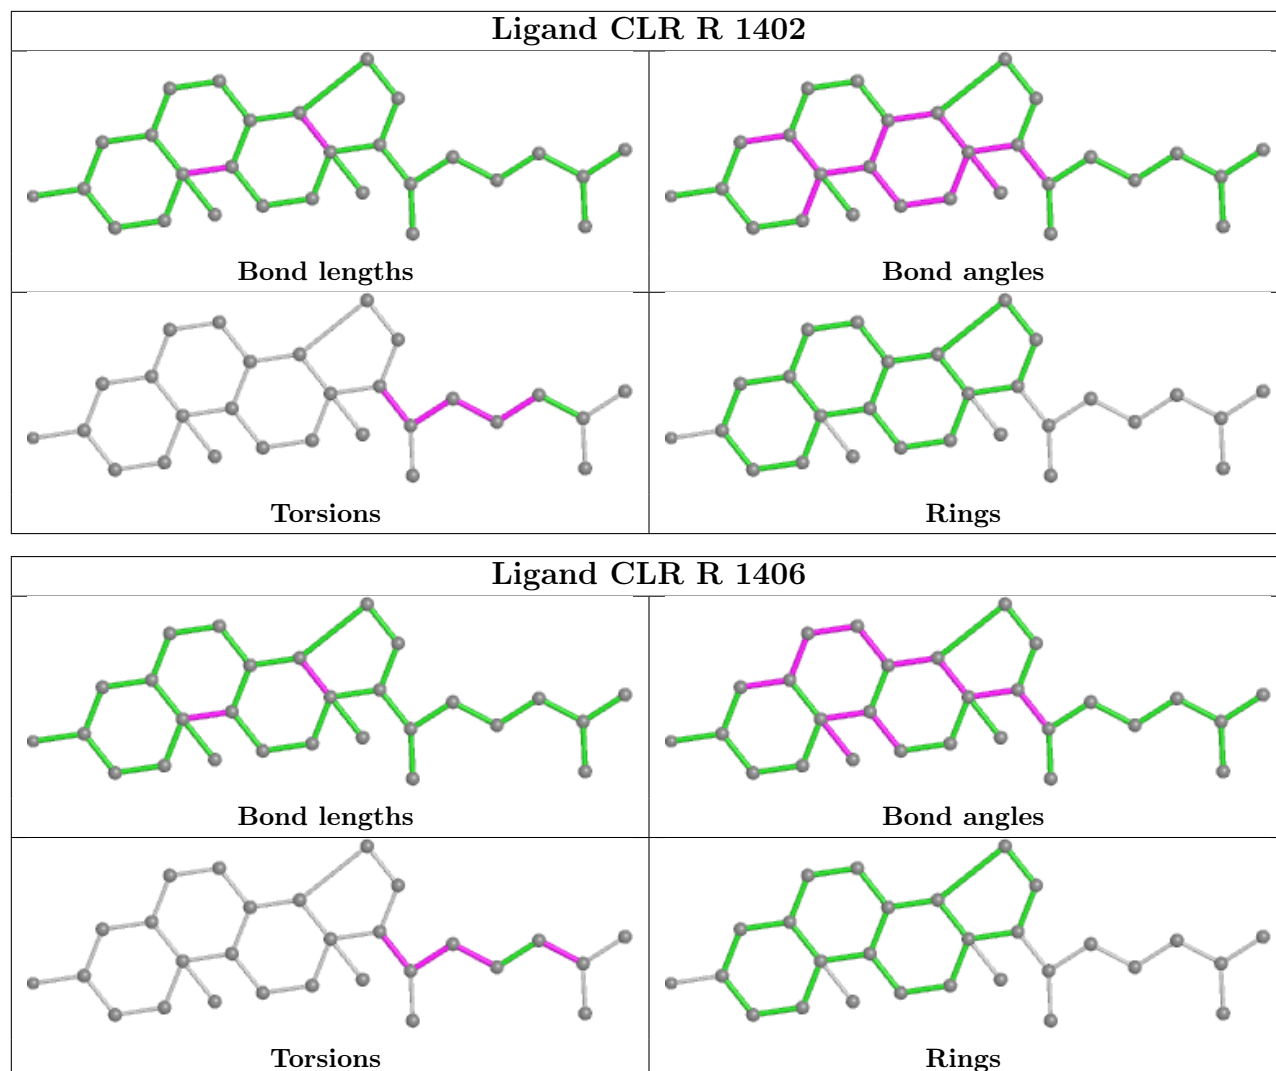 Ligand CLR R 1402
Bond lengths
Bond angles
Torsions
Rings
Ligand CLR R 1406
Bond lengths
Bond angles
Torsions
Rings